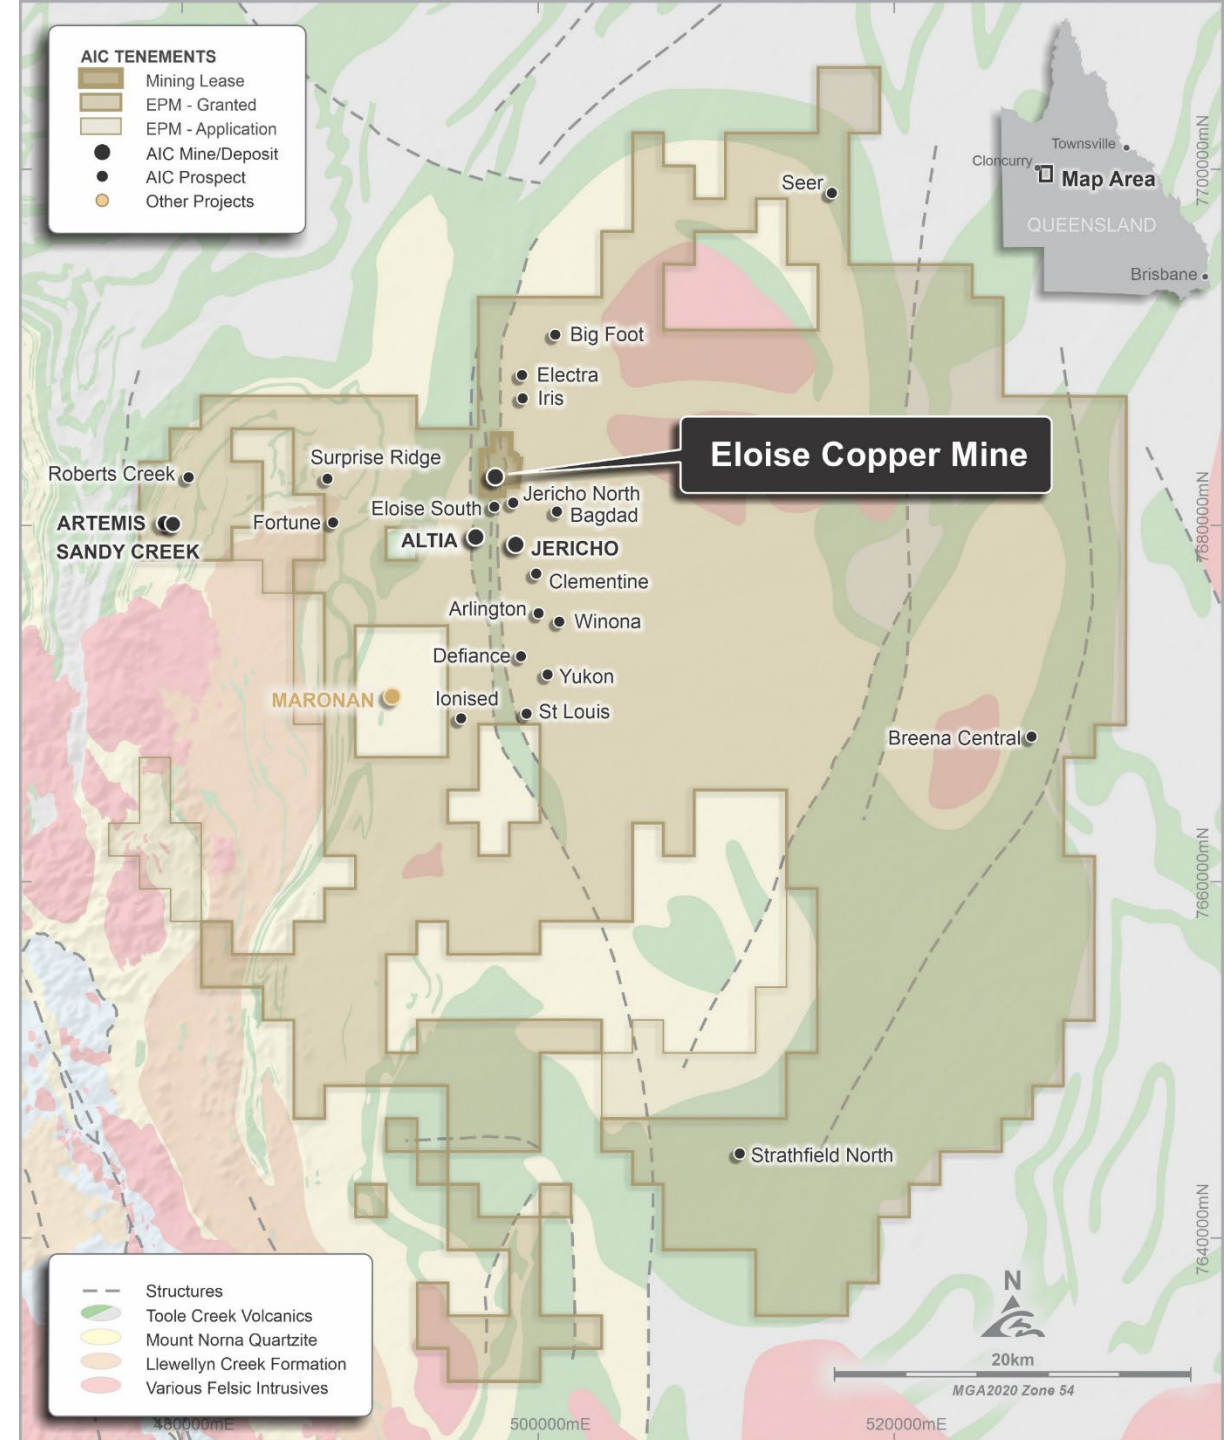 AIC TENEMENTS
Mining Lease
EPM - Granted
EPM - Application
AIC Mine/Deposit
AIC Prospect
Other Projects
Townsville
Cloncurry
Map Area
QUEENSLAND
Brisbane
7700000mN
Seer
Big Foot
Electra
Iris
Eloise Copper Mine
Surprise Ridge
Roberts Creek
Jericho North
Eloise South
Bagdad
ARTEMIS
Fortune
SANDY CREEK
ALTIA
JERICHO
7680000mN
Clementine
Arlington
Winona
Defiance
Yukon
MARONAN
Ionised
St Louis
Breena Central
7660000mN
Strathfield North
7640000mN
Structures
Toole Creek Volcanics
Mount Norna Quartzite
Llewellyn Creek Formation
Various Felsic Intrusives
N
20km
MGA2020 Zone 54
480000mE
500000mE
520000mE